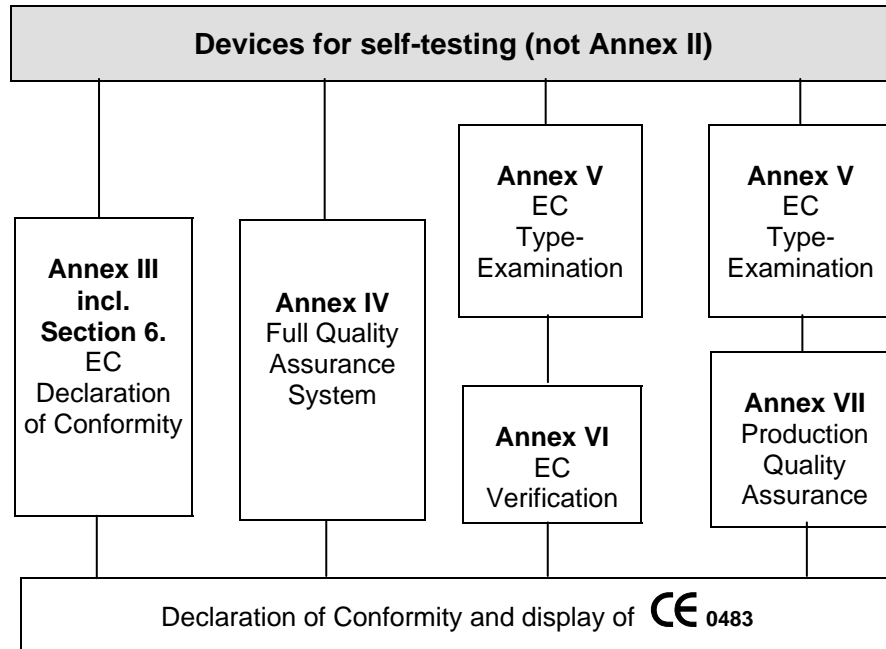 Devices for self-testing (not Annex II)
Annex III
incl.
Section 6.
EC
Declaration
of Conformity
Annex IV
Full Quality
Assurance
System
Annex V
EC
Type-
Examination
Annex VI
EC
Verification
Annex V
EC
Type-
Examination
Annex VII
Production
Quality
Assurance
Declaration of Conformity and display of CE 0483